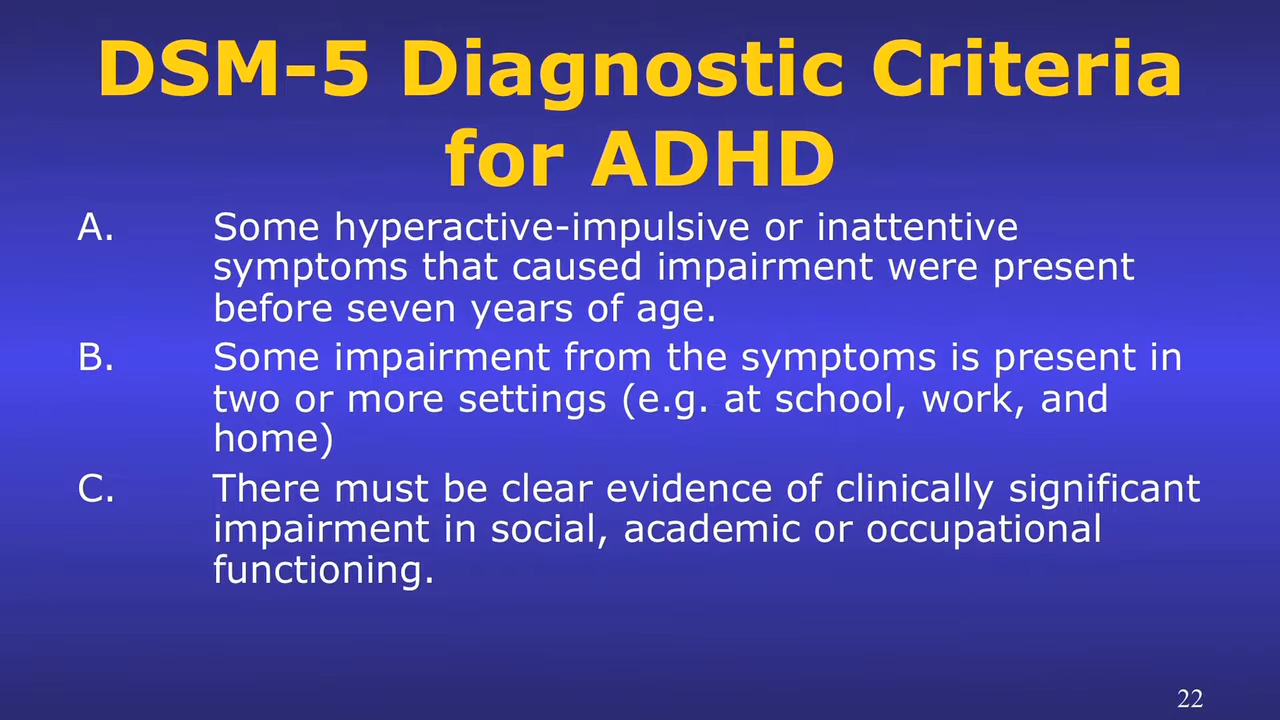 DSM-5 Diagnostic Criteria
for ADHD
A. Some hyperactive-impulsive or inattentive
symptoms that caused impairment were present
before seven years of age.
B. Some impairment from the symptoms is present in
two or more settings (e.g. at school, work, and
home)
C. There must be clear evidence of clinically significant
impairment in social, academic or occupational
functioning.
22